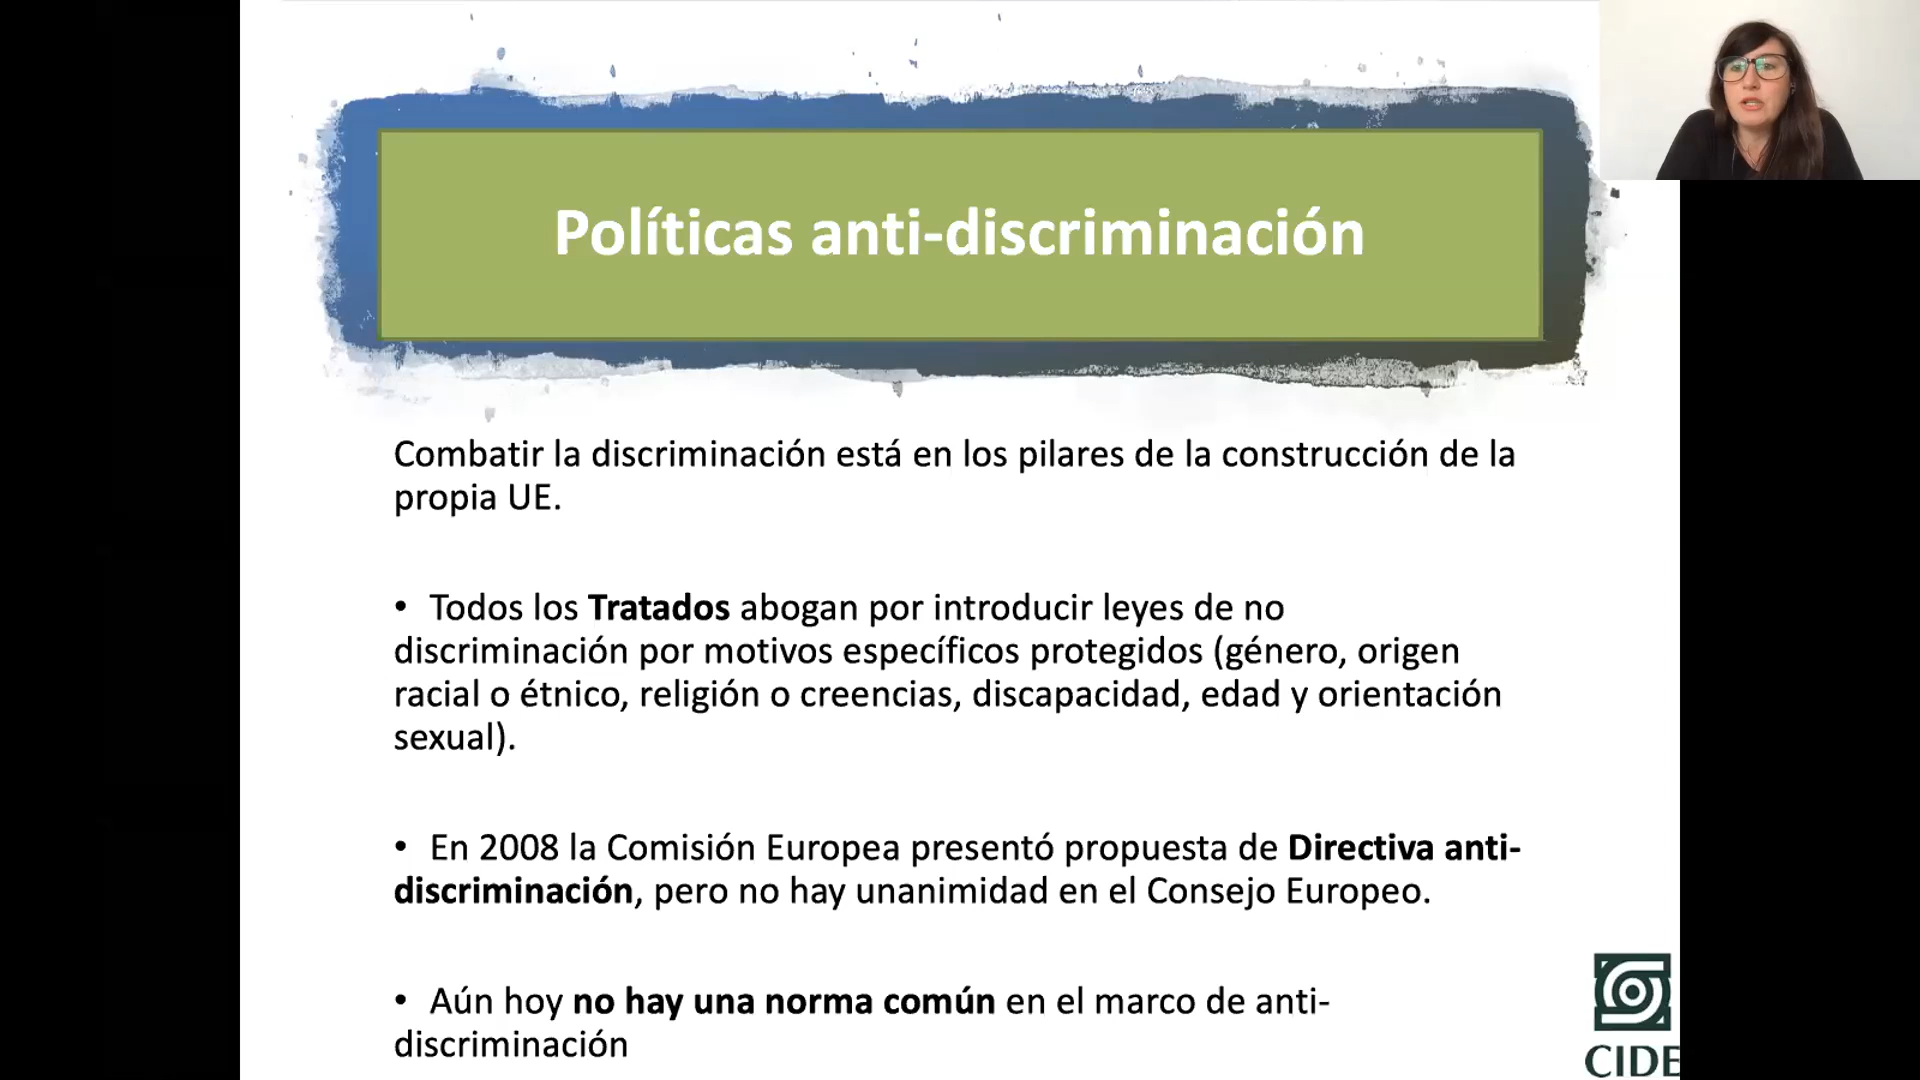 Políticas anti-discriminación
Combatir la discriminación está en los pilares de la construcción de la
propia UE.
• Todos los Tratados abogan por introducir leyes de no
discriminación por motivos específicos protegidos (género, origen
racial o étnico, religión o creencias, discapacidad, edad y orientación
sexual).
• En 2008 la Comisión Europea presentó propuesta de Directiva anti-
discriminación, pero no hay unanimidad en el Consejo Europeo.
• Aún hoy no hay una norma común en el marco de anti-
discriminación
CIDE